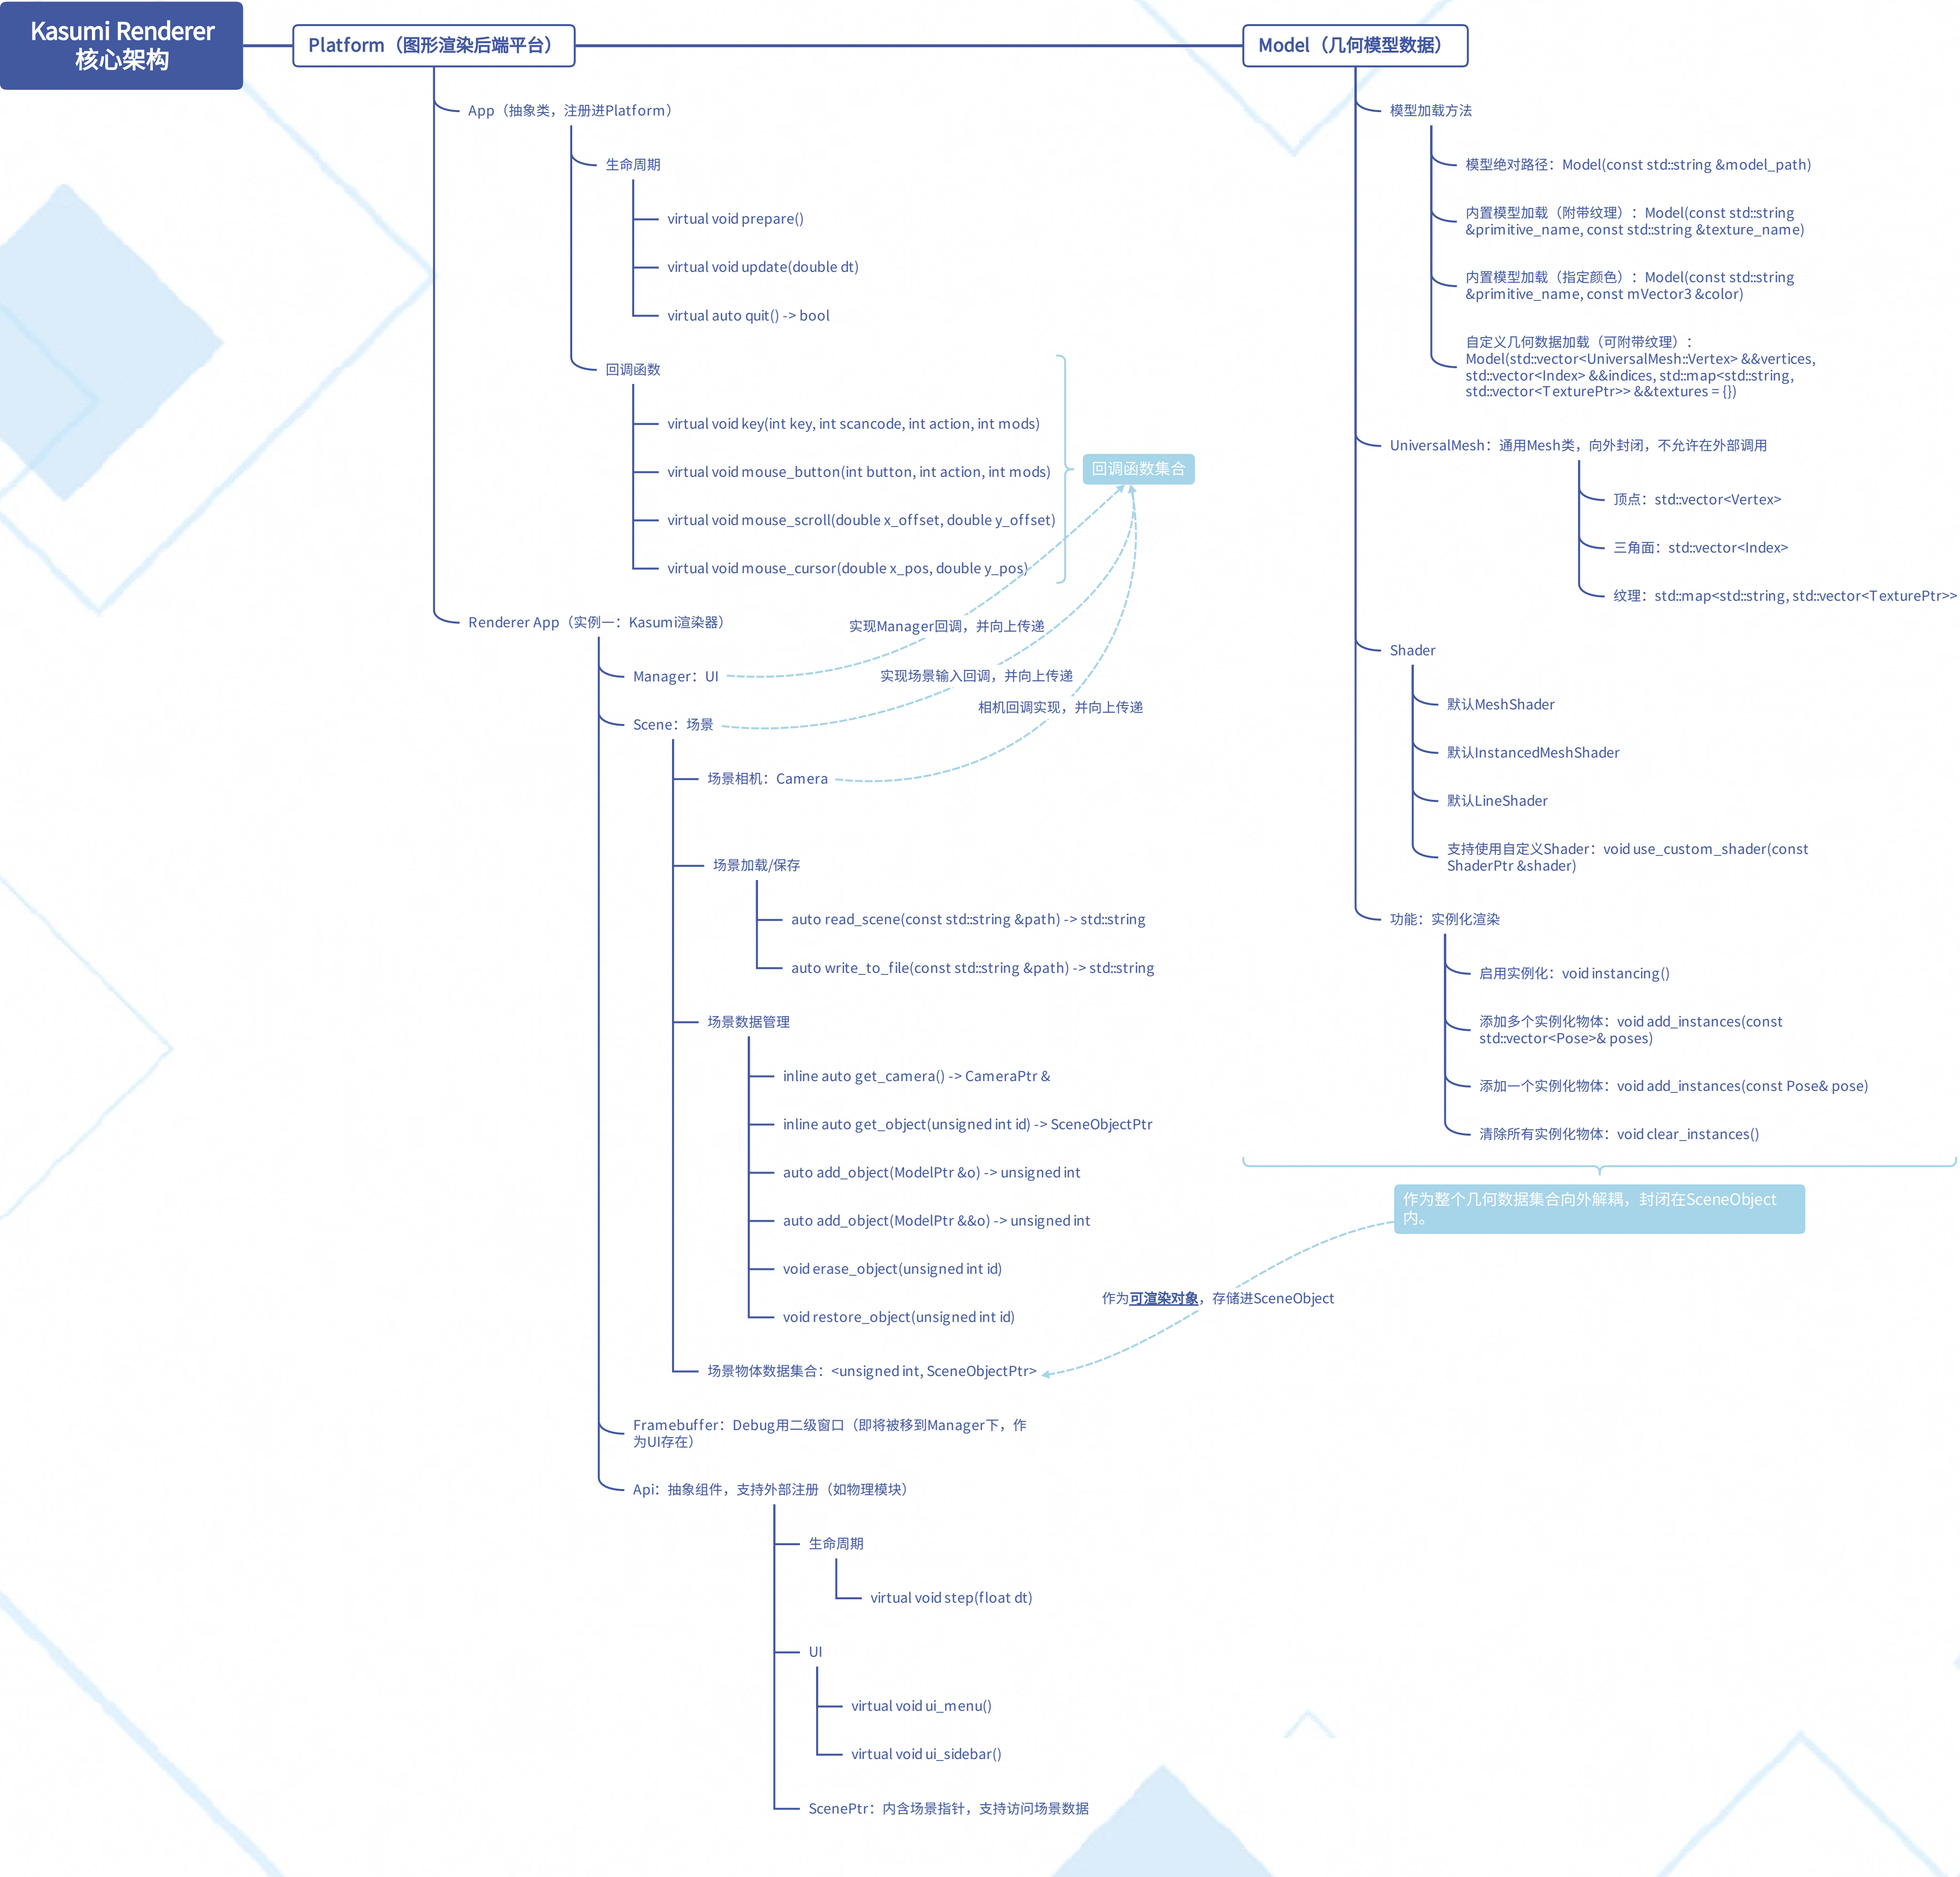 Kasumi Renderer
核心架构
Platform（图形渲染后端平台）
App（抽象类，注册进Platform）
生命周期
virtual void prepare()
virtual void update(double dt)
virtual auto quit() -> bool
回调函数
virtual void key(int key, int scancode, int action, int mods)
virtual void mouse_button(int button, int action, int mods)
virtual void mouse_scroll(double x_offset, double y_offset)
virtual void mouse_cursor(double x_pos, double y_pos)
回调函数集合
Renderer App（实例一：Kasumi渲染器）
实现Manager回调，并向上传递
Manager：UI
实现场景输入回调，并向上传递
相机回调实现，并向上传递
Scene：场景
场景相机：Camera
场景加载/保存
auto read_scene(const std::string &path) -> std::string
auto write_to_file(const std::string &path) -> std::string
场景数据管理
inline auto get_camera() -> CameraPtr &
inline auto get_object(unsigned int id) -> SceneObjectPtr
auto add_object(ModelPtr &o) -> unsigned int
auto add_object(ModelPtr &&o) -> unsigned int
void erase_object(unsigned int id)
void restore_object(unsigned int id)
场景物体数据集合：<unsigned int, SceneObjectPtr>
Framebuffer：Debug用二级窗口（即将被移到Manager下，作
为UI存在）
Api：抽象组件，支持外部注册（如物理模块）
生命周期
virtual void step(float dt)
UI
virtual void ui_menu()
virtual void ui_sidebar()
ScenePtr：内含场景指针，支持访问场景数据
Model（几何模型数据）
模型加载方法
模型绝对路径：Model(const std::string &model_path)
内置模型加载（附带纹理）：Model(const std::string
&primitive_name, const std::string &texture_name)
内置模型加载（指定颜色）：Model(const std::string
&primitive_name, const mVector3 &color)
自定义几何数据加载（可附带纹理）：
Model(std::vector<UniversalMesh::Vertex> &&vertices,
std::vector<Index> &&indices, std::map<std::string,
std::vector<TexturePtr>> &&textures = {})
UniversalMesh：通用Mesh类，向外封闭，不允许在外部调用
顶点：std::vector<Vertex>
三角面：std::vector<Index>
纹理：std::map<std::string, std::vector<TexturePtr>>
Shader
默认MeshShader
默认InstancedMeshShader
默认LineShader
支持使用自定义Shader：void use_custom_shader(const
ShaderPtr &shader)
功能：实例化渲染
启用实例化：void instancing()
添加多个实例化物体：void add_instances(const
std::vector<Pose>& poses)
添加一个实例化物体：void add_instances(const Pose& pose)
清除所有实例化物体：void clear_instances()
作为整个几何数据集合向外解耦，封闭在SceneObject
内。
作为可渲染对象，存储进SceneObject